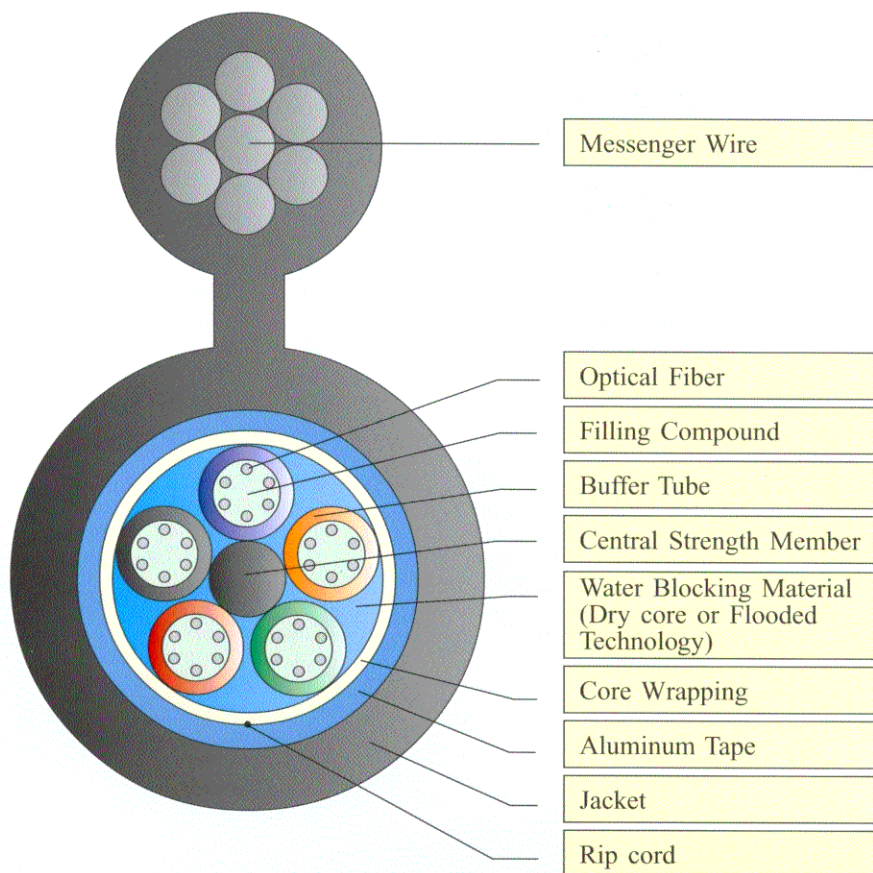 Messenger Wire
Optical Fiber
Filling Compound
Buffer Tube
Central Strength Member
Water Blocking Material
(Dry core or Flooded
Technology)
Core Wrapping
Aluminum Tape
Jacket
Rip cord